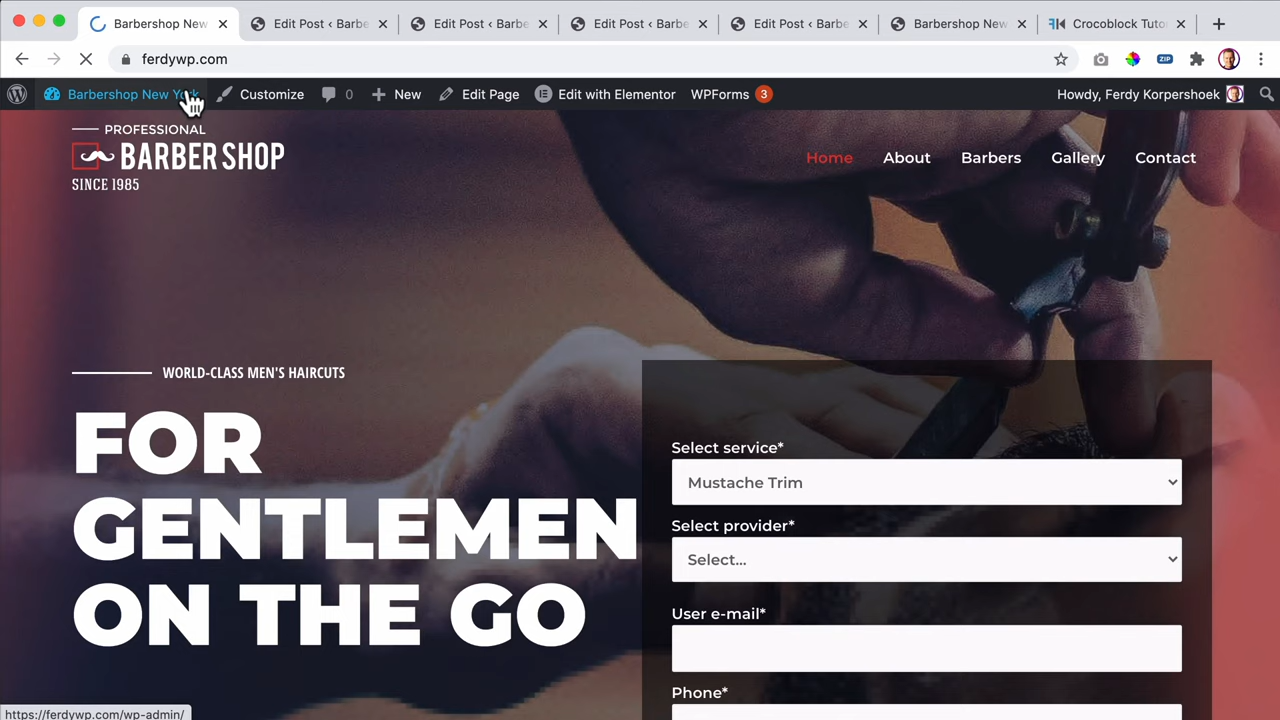 Barbershop New
Edit Post ‹ Barbe
Edit Post ‹ Barbe
Edit Post ‹ Barbe
Edit Post ‹ Barbe
Barbershop New
Crocoblock Tuto
ferdywp.com
ZIP
Barbershop New York
Customize
0
New
Edit Page
Edit with Elementor
WPForms 3
Howdy, Ferdy Korpershoek
PROFESSIONAL
BARBER SHOP
SINCE 1985
Home
About
Barbers
Gallery
Contact
WORLD-CLASS MEN'S HAIRCUTS
FOR
GENTLEMEN
ON THE GO
Select service*
Mustache Trim
Select provider*
Select...
User e-mail*
Phone*
https://ferdywp.com/wp-admin/